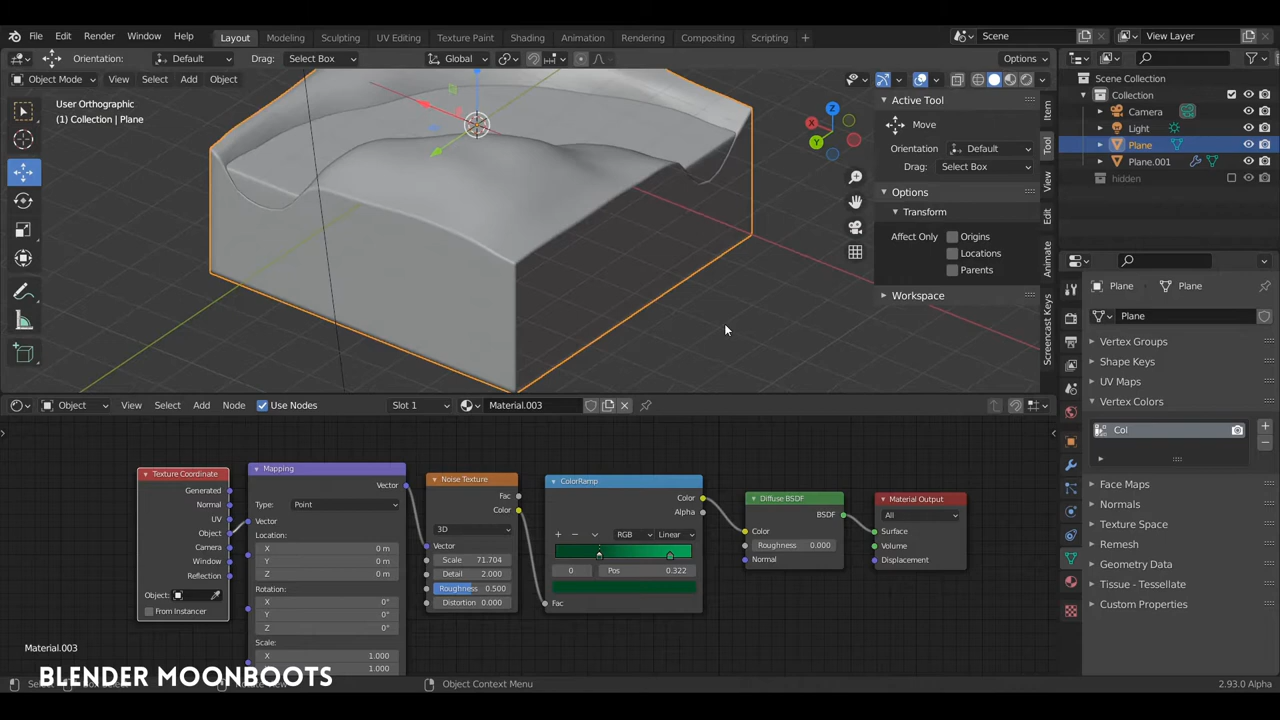 File Edit Render Window Help Layout Modeling Sculpting UV Editing Texture Paint Shading Animation Rendering Compositing Scripting + Scene View Layer
Orientation: Default Drag: Select Box Global Options
Object Mode View Select Add Object
User Orthographic
(1) Collection | Plane
Active Tool
Move
Orientation Default
Drag: Select Box
Options
Transform
Affect Only Origins
Locations
Parents
Workspace
Item
Tool
View
Edit
Animate
Screencast Keys
X
Y
Z
Scene Collection
Collection
Camera
Light
Plane
Plane.001
hidden
Plane Plane
Plane
Vertex Groups
Shape Keys
UV Maps
Vertex Colors
Col
Face Maps
Normals
Texture Space
Remesh
Geometry Data
Tissue - Tessellate
Custom Properties
Object View Select Add Node Use Nodes Slot 1 Material.003
Texture Coordinate
Generated
Normal
UV
Object
Camera
Window
Reflection
Object:
From Instancer
Mapping
Vector
Type: Point
Vector
Location:
X 0 m
Y 0 m
Z 0 m
Rotation:
X 0°
Y 0°
Z 0°
Scale:
X 1.000
1.000
Noise Texture
Fac
Color
3D
Vector
Scale 71.704
Detail 2.000
Roughness 0.500
Distortion 0.000
ColorRamp
Color
Alpha
+ − RGB Linear
0 Pos 0.322
Fac
Diffuse BSDF
BSDF
Color
Roughness 0.000
Normal
Material Output
All
Surface
Volume
Displacement
Material.003
BLENDER MOONBOOTS
Object Context Menu
2.93.0 Alpha